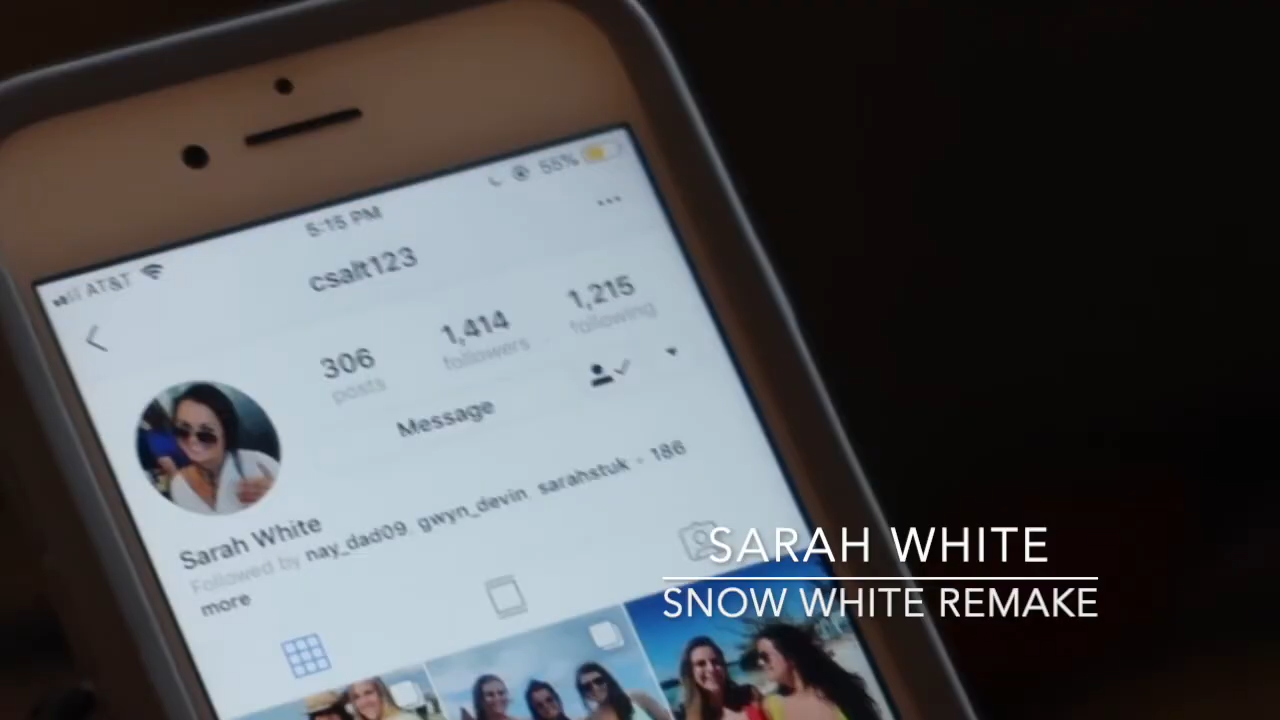 AT&T 5:15 PM 55%
csalt123
306 1,414 1,215
posts followers following
Message
Sarah White
Followed by nay_dad09, gwyn_devin, sarahstuk + 186
more
SARAH WHITE
SNOW WHITE REMAKE